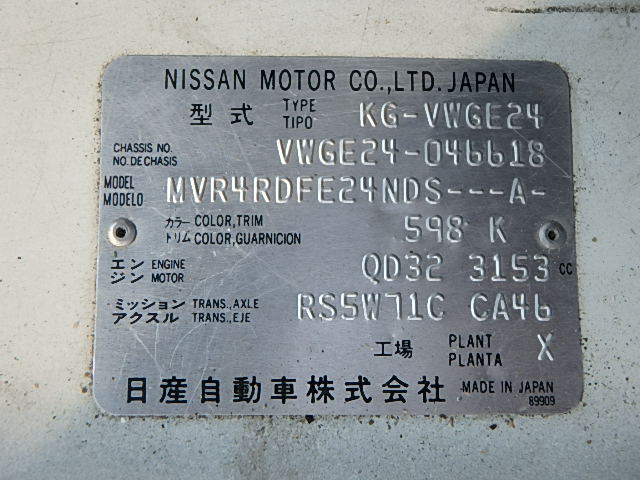 NISSAN MOTOR CO.,LTD. JAPAN
型式 TYPE TIPO KG-VWGE24
CHASSIS NO. NO. DE CHASIS VWGE24-046618
MODEL MODELO MVR4RDFE24NDS---A-
カラー COLOR,TRIM
トリム COLOR,GUARNICION 598 K
エンジン ENGINE MOTOR QD32 3153 CC
ミッション TRANS.,AXLE
アクスル TRANS.,EJE RS5W71C CA46
工場 PLANT PLANTA X
日産自動車株式会社 MADE IN JAPAN
89909